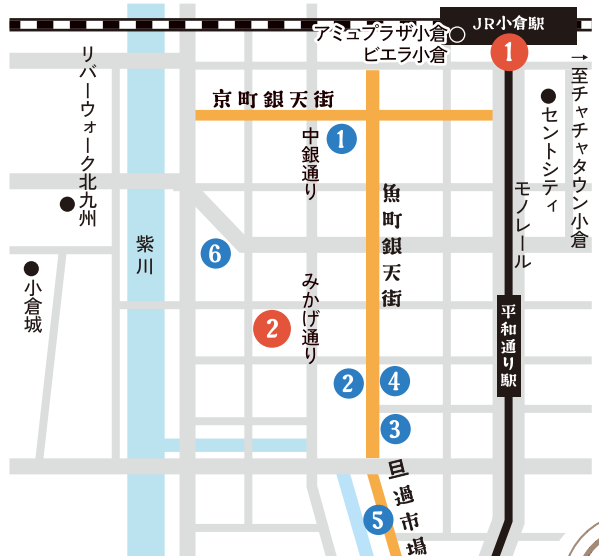 JR小倉駅
アミュプラザ小倉
ビエラ小倉
1
→至チャチャタウン小倉
セントシティ
リバーウォーク北九州
京町銀天街
中銀通り
1
モノレール
魚町銀天街
紫川
6
小倉城
みかげ通り
2
平和通り駅
2
4
3
旦過市場
5